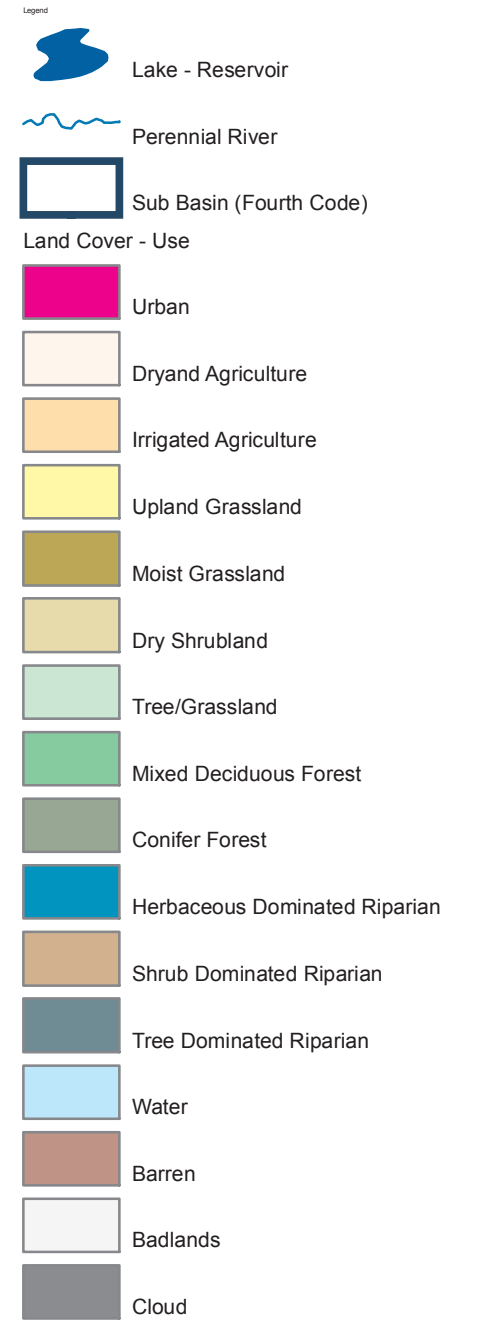 Legend
Lake - Reservoir
Perennial River
Sub Basin (Fourth Code)
Land Cover - Use
Urban
Dryand Agriculture
Irrigated Agriculture
Upland Grassland
Moist Grassland
Dry Shrubland
Tree/Grassland
Mixed Deciduous Forest
Conifer Forest
Herbaceous Dominated Riparian
Shrub Dominated Riparian
Tree Dominated Riparian
Water
Barren
Badlands
Cloud